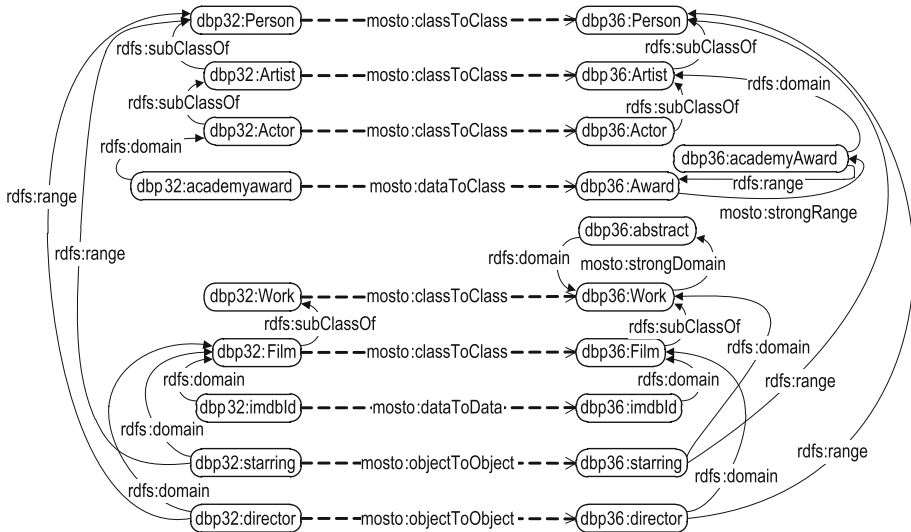 dbp32:Person mosto:classToClass dbp36:Person
rdfs:subClassOf rdfs:subClassOf
dbp32:Artist mosto:classToClass dbp36:Artist
rdfs:domain
rdfs:subClassOf rdfs:subClassOf
dbp32:Actor mosto:classToClass dbp36:Actor
rdfs:domain
dbp36:academyAward
dbp32:academyaward mosto:dataToClass dbp36:Award
rdfs:range
rdfs:range
mosto:strongRange
dbp36:abstract
rdfs:range
rdfs:domain
mosto:strongDomain
dbp32:Work mosto:classToClass dbp36:Work
rdfs:subClassOf rdfs:subClassOf
dbp32:Film mosto:classToClass dbp36:Film
rdfs:domain
rdfs:domain rdfs:domain
rdfs:range
dbp32:imdbId mosto:dataToData dbp36:imdbId
rdfs:domain
rdfs:range
dbp32:starring mosto:objectToObject dbp36:starring
rdfs:domain
rdfs:domain
dbp32:director mosto:objectToObject dbp36:director